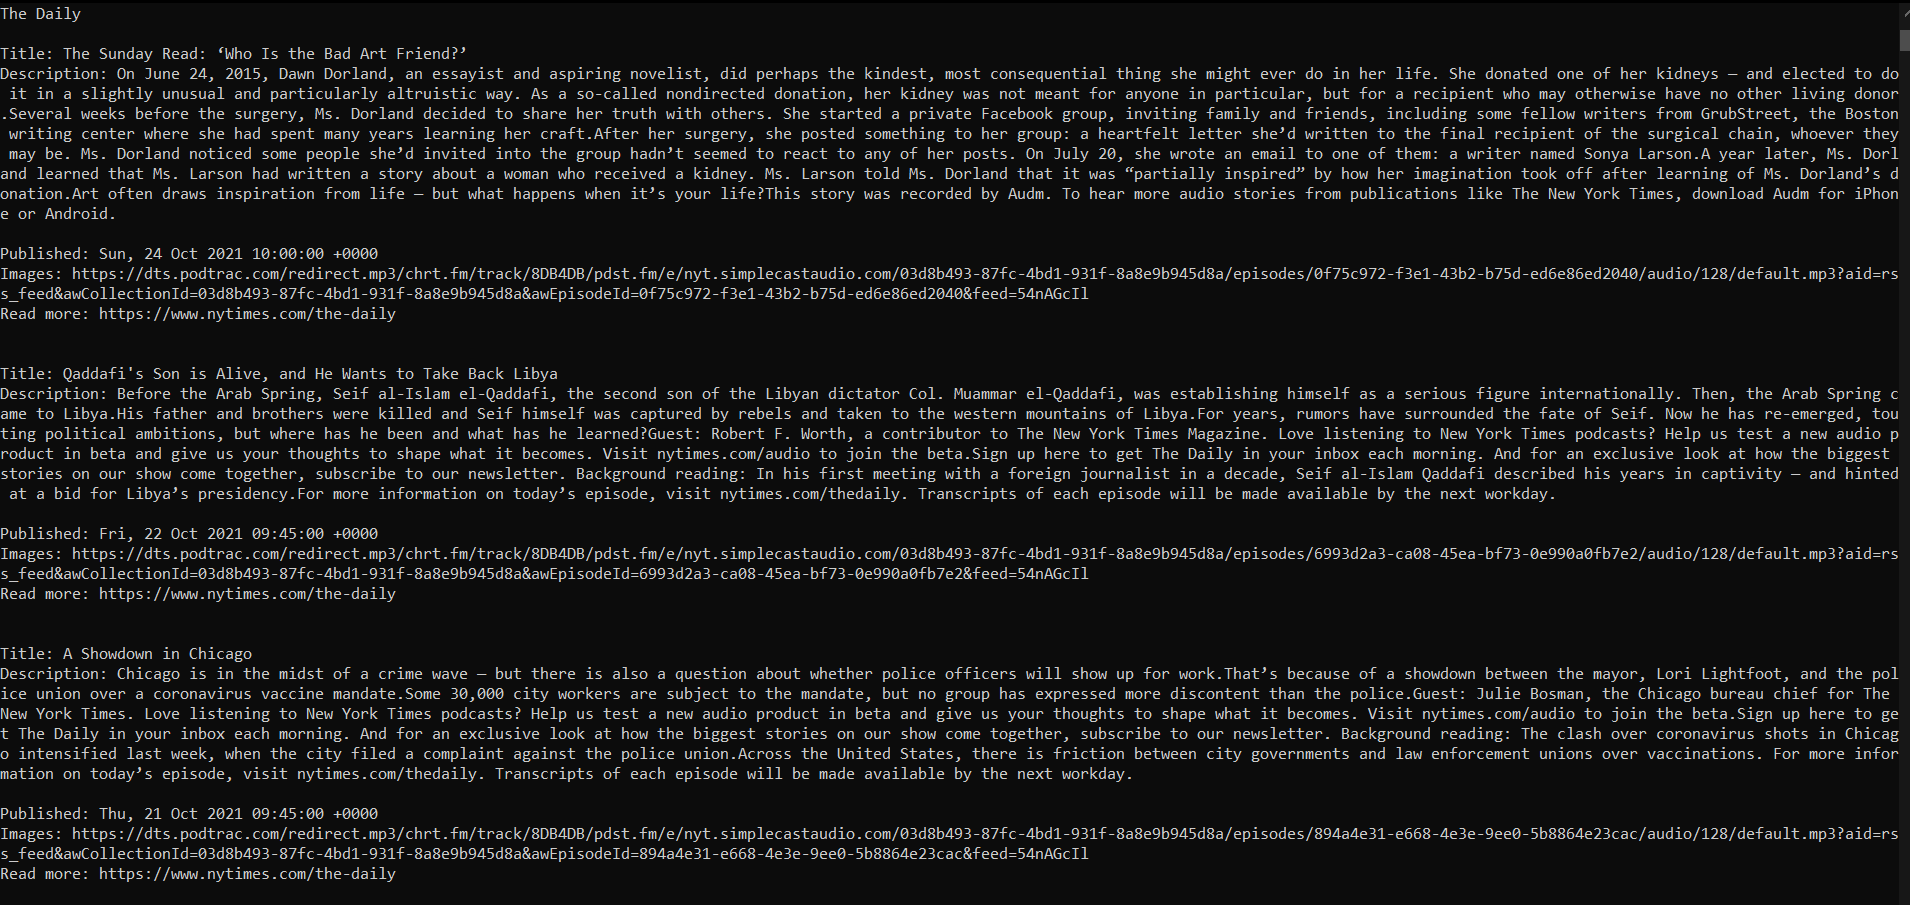 The Daily
Title: The Sunday Read: ‘Who Is the Bad Art Friend?’
Description: On June 24, 2015, Dawn Dorland, an essayist and aspiring novelist, did perhaps the kindest, most consequential thing she might ever do in her life. She donated one of her kidneys — and elected to do
it in a slightly unusual and particularly altruistic way. As a so-called nondirected donation, her kidney was not meant for anyone in particular, but for a recipient who may otherwise have no other living donor
.Several weeks before the surgery, Ms. Dorland decided to share her truth with others. She started a private Facebook group, inviting family and friends, including some fellow writers from GrubStreet, the Boston
writing center where she had spent many years learning her craft.After her surgery, she posted something to her group: a heartfelt letter she’d written to the final recipient of the surgical chain, whoever they
may be. Ms. Dorland noticed some people she’d invited into the group hadn’t seemed to react to any of her posts. On July 20, she wrote an email to one of them: a writer named Sonya Larson.A year later, Ms. Dorl
and learned that Ms. Larson had written a story about a woman who received a kidney. Ms. Larson told Ms. Dorland that it was “partially inspired” by how her imagination took off after learning of Ms. Dorland’s d
onation.Art often draws inspiration from life — but what happens when it’s your life?This story was recorded by Audm. To hear more audio stories from publications like The New York Times, download Audm for iPhon
e or Android.
Published: Sun, 24 Oct 2021 10:00:00 +0000
Images: https://dts.podtrac.com/redirect.mp3/chrt.fm/track/8DB4DB/pdst.fm/e/nyt.simplecastaudio.com/03d8b493-87fc-4bd1-931f-8a8e9b945d8a/episodes/0f75c972-f3e1-43b2-b75d-ed6e86ed2040/audio/128/default.mp3?aid=rs
s_feed&awCollectionId=03d8b493-87fc-4bd1-931f-8a8e9b945d8a&awEpisodeId=0f75c972-f3e1-43b2-b75d-ed6e86ed2040&feed=54nAGcIl
Read more: https://www.nytimes.com/the-daily
Title: Qaddafi's Son is Alive, and He Wants to Take Back Libya
Description: Before the Arab Spring, Seif al-Islam el-Qaddafi, the second son of the Libyan dictator Col. Muammar el-Qaddafi, was establishing himself as a serious figure internationally. Then, the Arab Spring c
ame to Libya.His father and brothers were killed and Seif himself was captured by rebels and taken to the western mountains of Libya.For years, rumors have surrounded the fate of Seif. Now he has re-emerged, tou
ting political ambitions, but where has he been and what has he learned?Guest: Robert F. Worth, a contributor to The New York Times Magazine. Love listening to New York Times podcasts? Help us test a new audio p
roduct in beta and give us your thoughts to shape what it becomes. Visit nytimes.com/audio to join the beta.Sign up here to get The Daily in your inbox each morning. And for an exclusive look at how the biggest
stories on our show come together, subscribe to our newsletter. Background reading: In his first meeting with a foreign journalist in a decade, Seif al-Islam Qaddafi described his years in captivity — and hinted
at a bid for Libya’s presidency.For more information on today’s episode, visit nytimes.com/thedaily. Transcripts of each episode will be made available by the next workday.
Published: Fri, 22 Oct 2021 09:45:00 +0000
Images: https://dts.podtrac.com/redirect.mp3/chrt.fm/track/8DB4DB/pdst.fm/e/nyt.simplecastaudio.com/03d8b493-87fc-4bd1-931f-8a8e9b945d8a/episodes/6993d2a3-ca08-45ea-bf73-0e990a0fb7e2/audio/128/default.mp3?aid=rs
s_feed&awCollectionId=03d8b493-87fc-4bd1-931f-8a8e9b945d8a&awEpisodeId=6993d2a3-ca08-45ea-bf73-0e990a0fb7e2&feed=54nAGcIl
Read more: https://www.nytimes.com/the-daily
Title: A Showdown in Chicago
Description: Chicago is in the midst of a crime wave — but there is also a question about whether police officers will show up for work.That’s because of a showdown between the mayor, Lori Lightfoot, and the pol
ice union over a coronavirus vaccine mandate.Some 30,000 city workers are subject to the mandate, but no group has expressed more discontent than the police.Guest: Julie Bosman, the Chicago bureau chief for The
New York Times. Love listening to New York Times podcasts? Help us test a new audio product in beta and give us your thoughts to shape what it becomes. Visit nytimes.com/audio to join the beta.Sign up here to ge
t The Daily in your inbox each morning. And for an exclusive look at how the biggest stories on our show come together, subscribe to our newsletter. Background reading: The clash over coronavirus shots in Chicag
o intensified last week, when the city filed a complaint against the police union.Across the United States, there is friction between city governments and law enforcement unions over vaccinations. For more infor
mation on today’s episode, visit nytimes.com/thedaily. Transcripts of each episode will be made available by the next workday.
Published: Thu, 21 Oct 2021 09:45:00 +0000
Images: https://dts.podtrac.com/redirect.mp3/chrt.fm/track/8DB4DB/pdst.fm/e/nyt.simplecastaudio.com/03d8b493-87fc-4bd1-931f-8a8e9b945d8a/episodes/894a4e31-e668-4e3e-9ee0-5b8864e23cac/audio/128/default.mp3?aid=rs
s_feed&awCollectionId=03d8b493-87fc-4bd1-931f-8a8e9b945d8a&awEpisodeId=894a4e31-e668-4e3e-9ee0-5b8864e23cac&feed=54nAGcIl
Read more: https://www.nytimes.com/the-daily